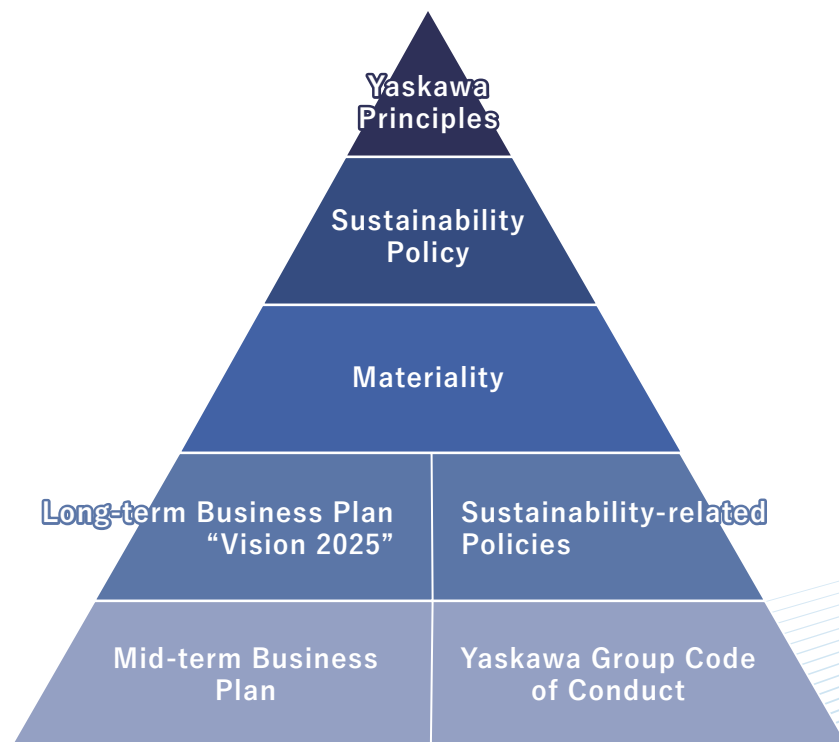 Yaskawa
Principles
Sustainability
Policy
Materiality
Long-term Business Plan
“Vision 2025”
Sustainability-related
Policies
Mid-term Business
Plan
Yaskawa Group Code
of Conduct